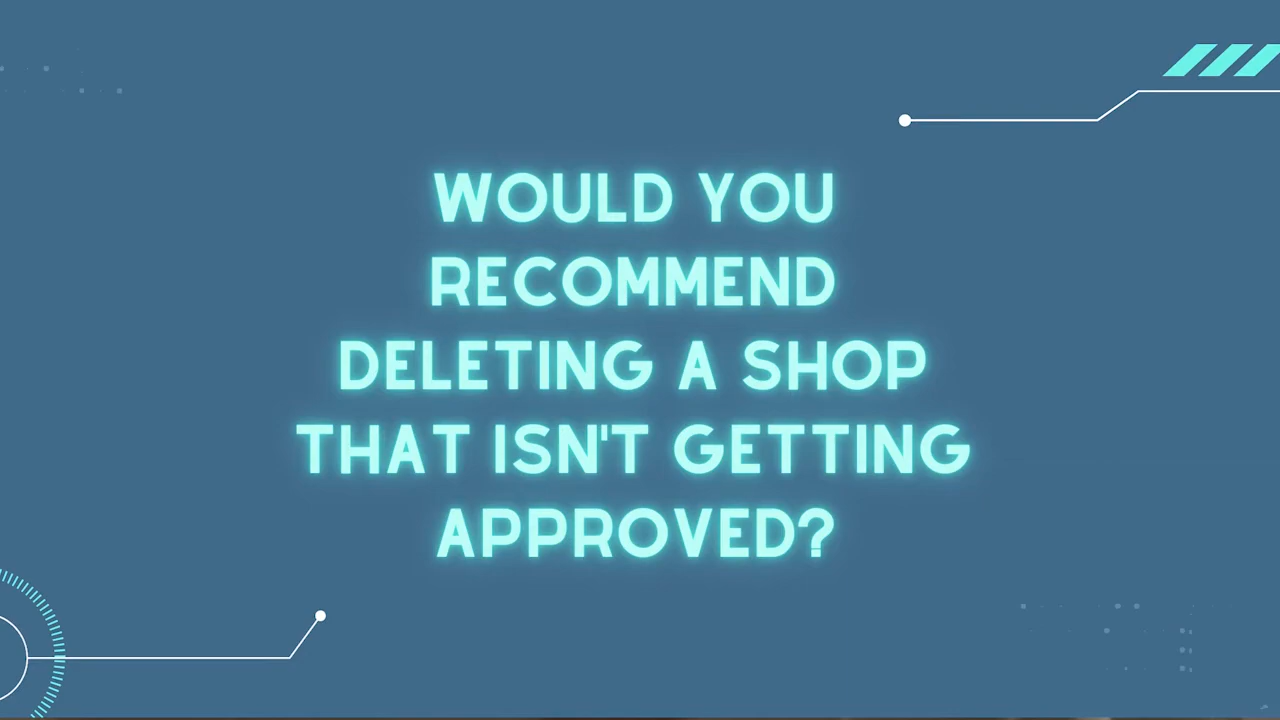 WOULD YOU
RECOMMEND
DELETING A SHOP
THAT ISN'T GETTING
APPROVED?